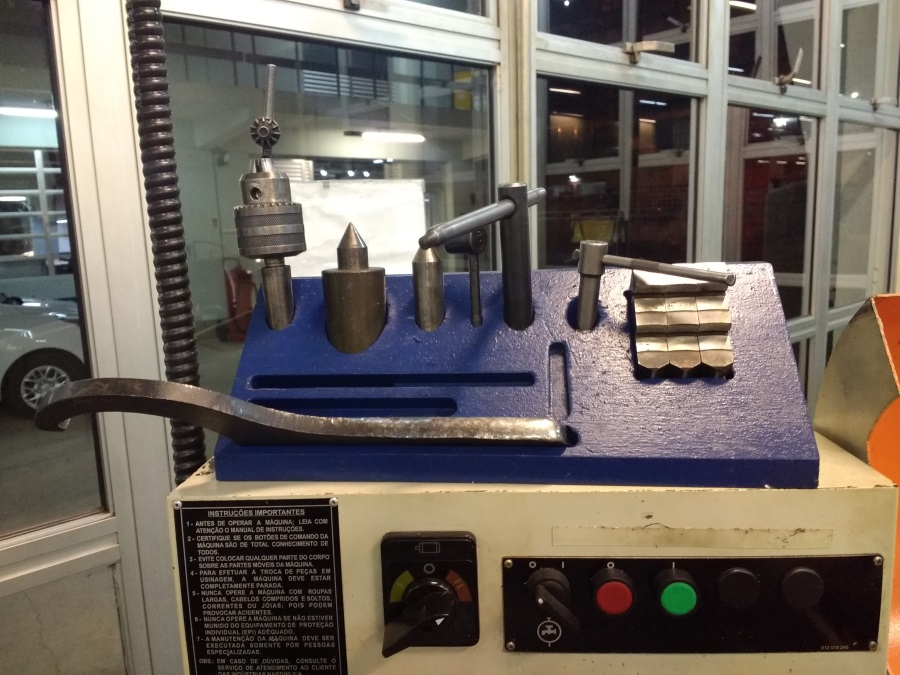 INSTRUÇÕES IMPORTANTES
1 - ANTES DE OPERAR A MÁQUINA; LEIA COM
ATENÇÃO O MANUAL DE INSTRUÇÕES.
2 - CERTIFIQUE SE OS BOTÕES DE COMANDO DA
MÁQUINA SÃO DE TOTAL CONHECIMENTO DE
TODOS.
3 - EVITE COLOCAR QUALQUER PARTE DO CORPO
SOBRE AS PARTES MÓVEIS DA MÁQUINA.
4 - PARA EFETUAR A TROCA DE PEÇAS EM
USINAGEM, A MÁQUINA DEVE ESTAR
COMPLETAMENTE PARADA.
5 - NUNCA OPERE A MÁQUINA COM ROUPAS
LARGAS, CABELOS COMPRIDOS E SOLTOS,
CORRENTES OU JÓIAS; POIS PODEM
PROVOCAR ACIDENTES.
6 - NUNCA OPERE A MÁQUINA SE NÃO ESTIVER
MUNIDO DO EQUIPAMENTO DE PROTEÇÃO
INDIVIDUAL (EPI) ADEQUADO.
7 - A MANUTENÇÃO DA MÁQUINA DEVE SER
EXECUTADA SOMENTE POR PESSOAS
ESPECIALIZADAS.
OBS.: EM CASO DE DÚVIDAS, CONSULTE O
SERVIÇO DE ATENDIMENTO AO CLIENTE
DAS INDÚSTRIAS NARDINI
O I O I